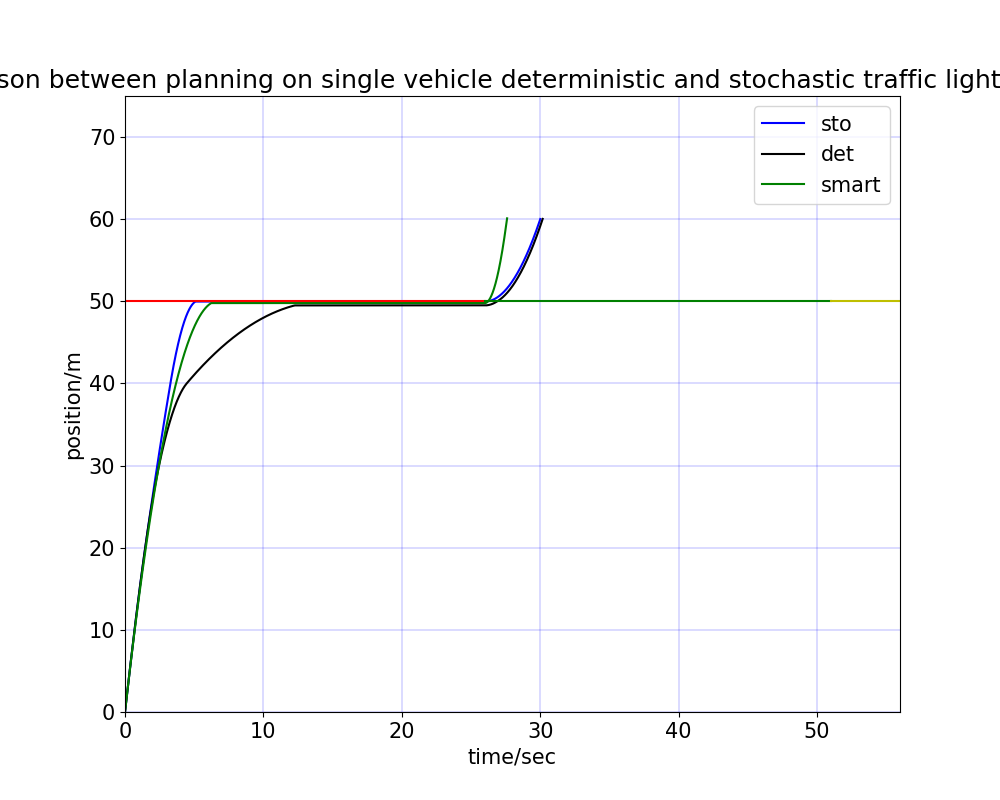 son between planning on single vehicle deterministic and stochastic traffic light
70
60
50
40
30
20
10
0
position/m
sto
det
smart
0 10 20 30 40 50
time/sec